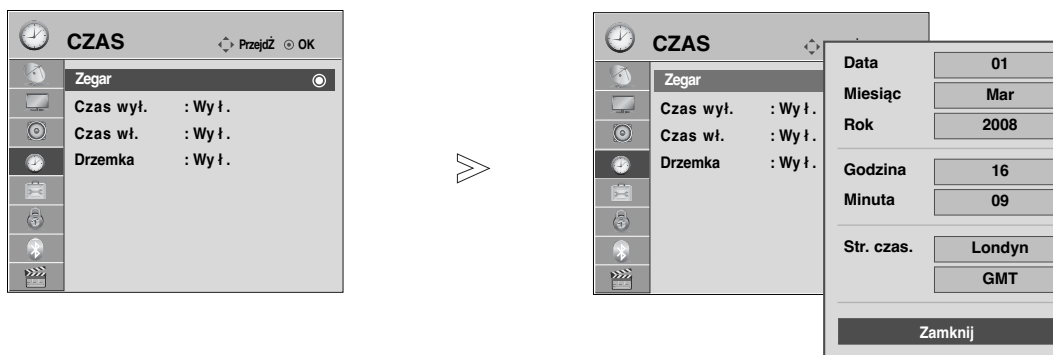 CZAS PrzejdŹ OK
Zegar
Czas wył. : Wył.
Czas wł. : Wył.
Drzemka : Wył.
CZAS
Zegar
Czas wył. : Wył.
Czas wł. : Wył.
Drzemka : Wył.
Data 01
Miesiąc Mar
Rok 2008
Godzina 16
Minuta 09
Str. czas. Londyn
GMT
Zamknij